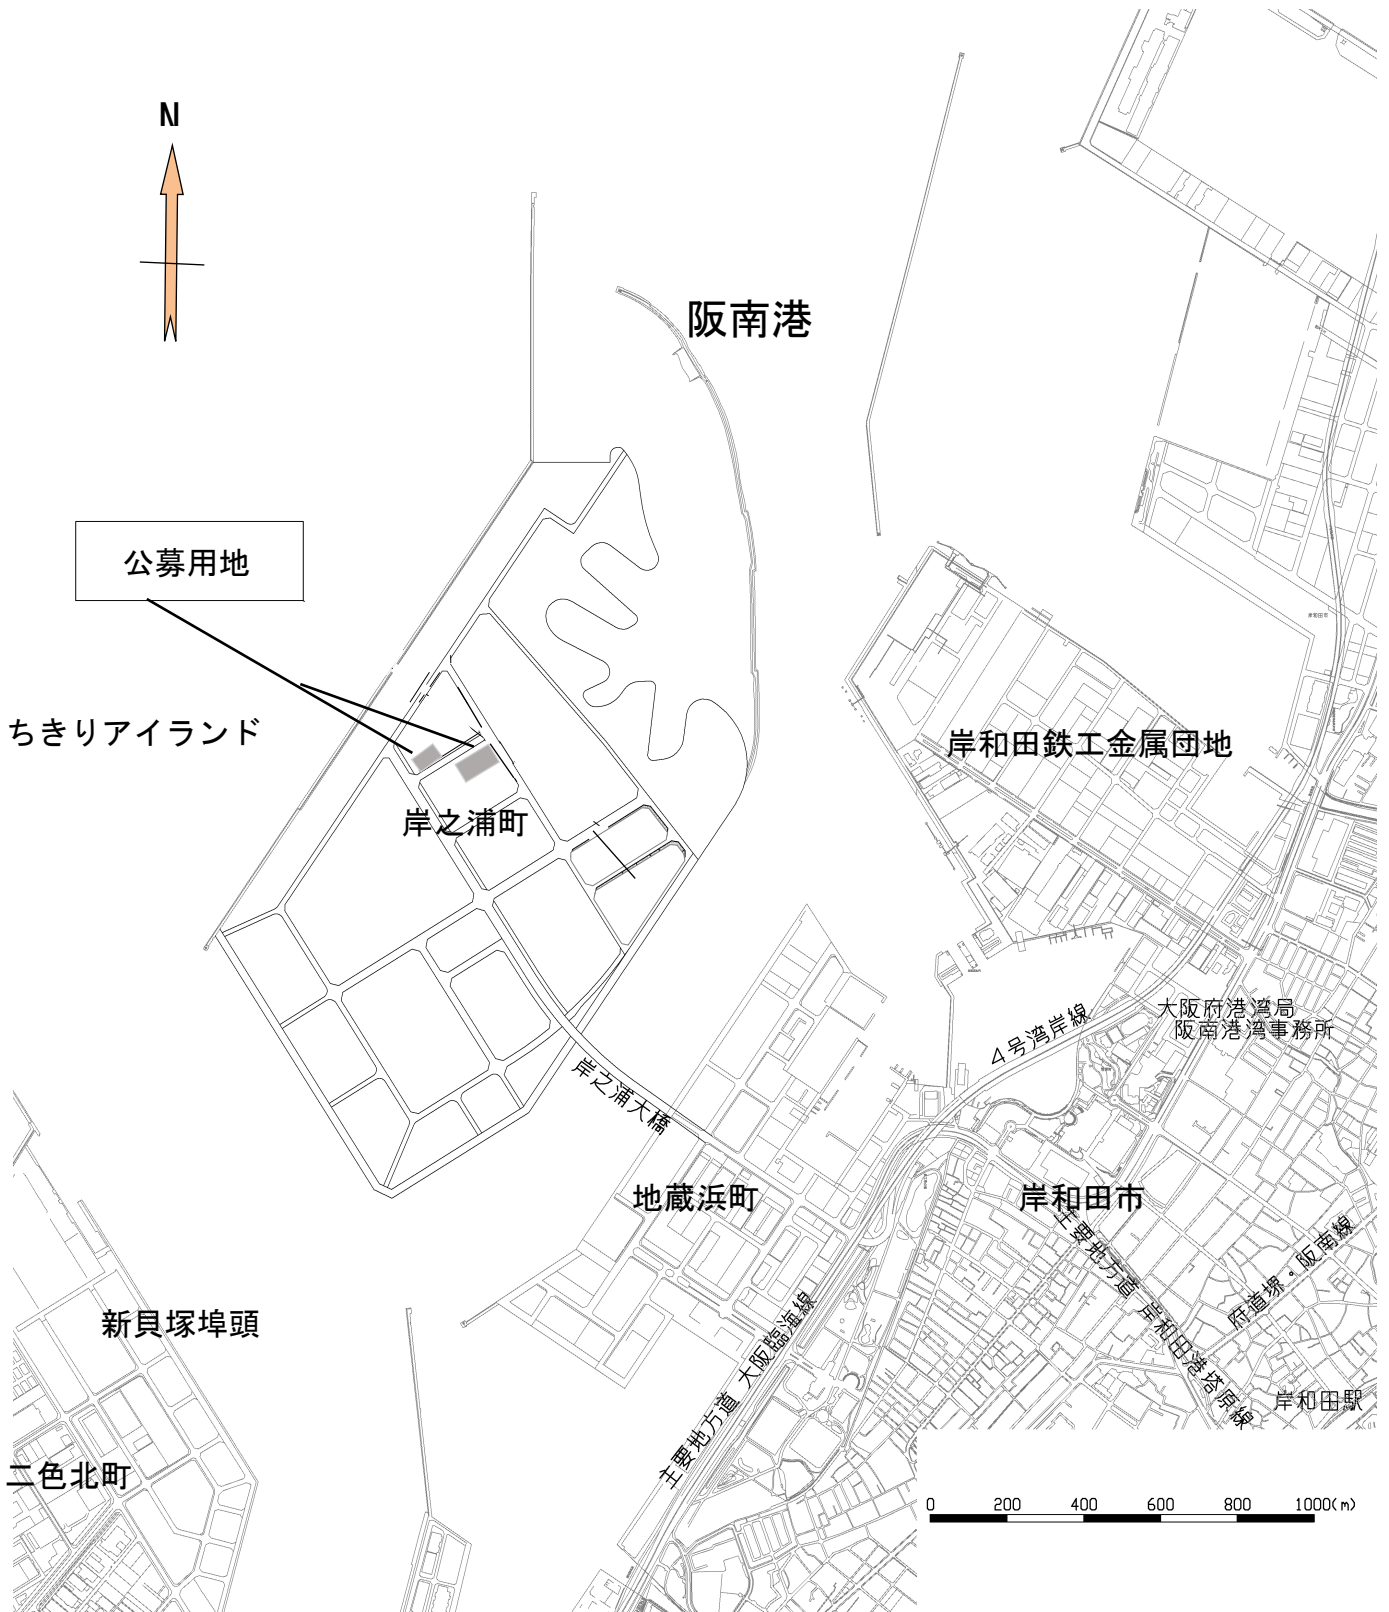 N
阪南港
公募用地
岸和田市
ちきりアイランド
岸和田鉄工金属団地
岸之浦町
大阪府港湾局
阪南港湾事務所
4号湾岸線
岸之浦大橋
地蔵浜町
岸和田市
主要地方道 岸和田港塔原線
府道堺・阪南線
新貝塚埠頭
主要地方道 大阪臨海線
岸和田駅
二色北町
0 200 400 600 800 1000(m)